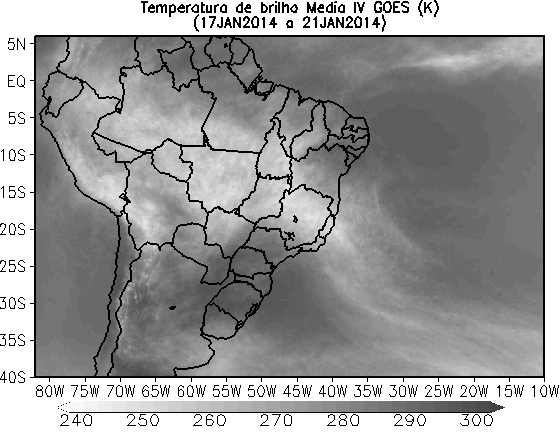 Temperatura de brilho Media IV GOES (K)
(17JAN2014 a 21JAN2014)
5N
EQ
5S
10S
15S
20S
25S
30S
35S
40S
80W 75W 70W 65W 60W 55W 50W 45W 40W 35W 30W 25W 20W 15W 10W
240 250 260 270 280 290 300